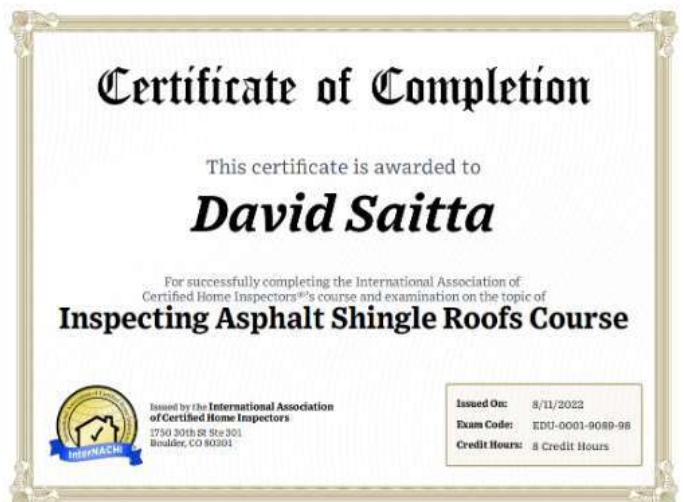 Certificate of Completion
This certificate is awarded to
David Saitta
For successfully completing the International Association of
Certified Home Inspectors®'s course and examination on the topic of
Inspecting Asphalt Shingle Roofs Course
InterNACHI
Issued by the International Association
of Certified Home Inspectors
1750 30th St Ste 301
Boulder, CO 80301
Issued On: 8/11/2022
Exam Code: EDU-0001-9089-98
Credit Hours: 8 Credit Hours